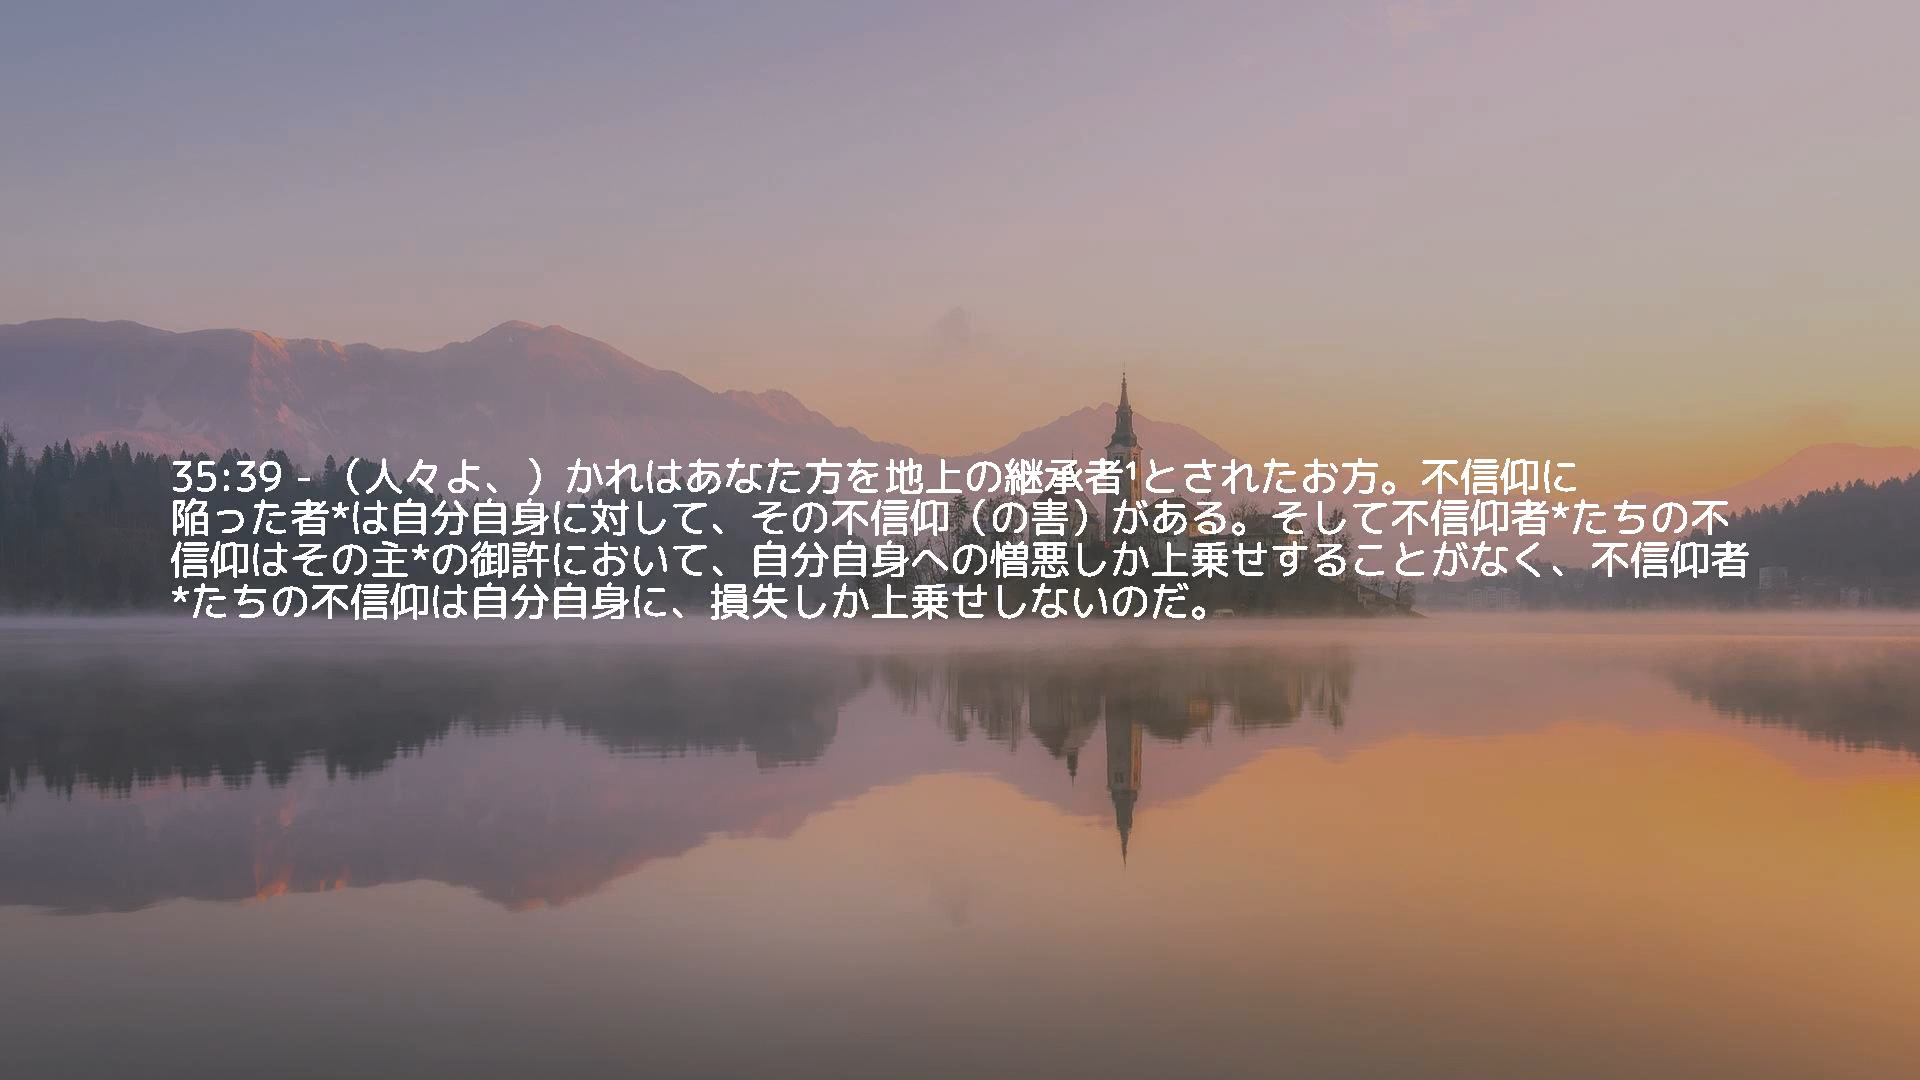 35:39 - （人々よ、）かれはあなた方を地上の継承者¹とされたお方。不信仰に
陥った者*は自分自身に対して、その不信仰（の害）がある。そして不信仰者*たちの不
信仰はその主*の御許において、自分自身への憎悪しか上乗せすることがなく、不信仰者
*たちの不信仰は自分自身に、損失しか上乗せしないのだ。